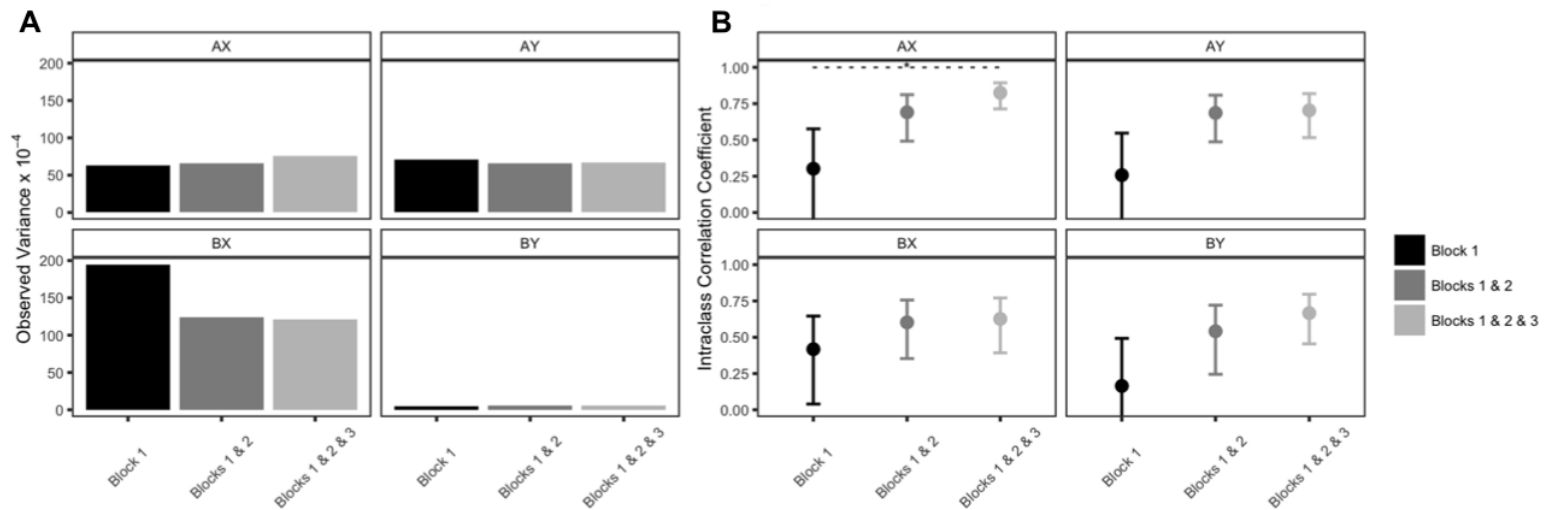 A
B
AX
AY
AX
AY
Observed Variance x 10⁻⁴
200
150
100
50
0
BX
BY
200
150
100
50
0
Block 1
Blocks 1 & 2
Blocks 1 & 2 & 3
Block 1
Blocks 1 & 2
Blocks 1 & 2 & 3
Intraclass Correlation Coefficient
1.00
0.75
0.50
0.25
0.00
*
BX
BY
1.00
0.75
0.50
0.25
0.00
Block 1
Blocks 1 & 2
Blocks 1 & 2 & 3
Block 1
Blocks 1 & 2
Blocks 1 & 2 & 3
Block 1
Blocks 1 & 2
Blocks 1 & 2 & 3